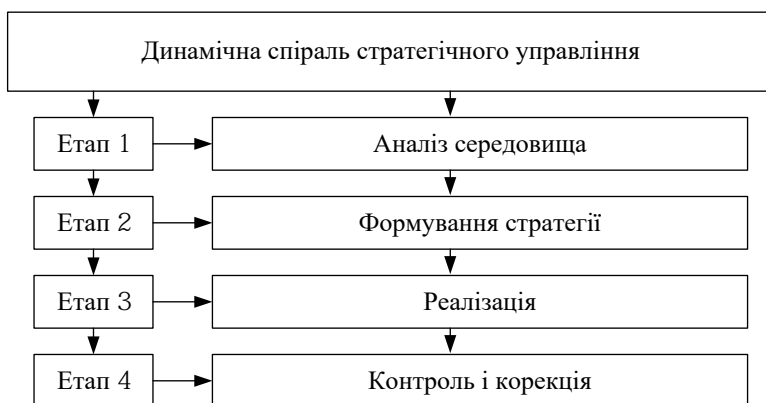 Динамічна спіраль стратегічного управління
Етап 1
Аналіз середовища
Етап 2
Формування стратегії
Етап 3
Реалізація
Етап 4
Контроль і корекція